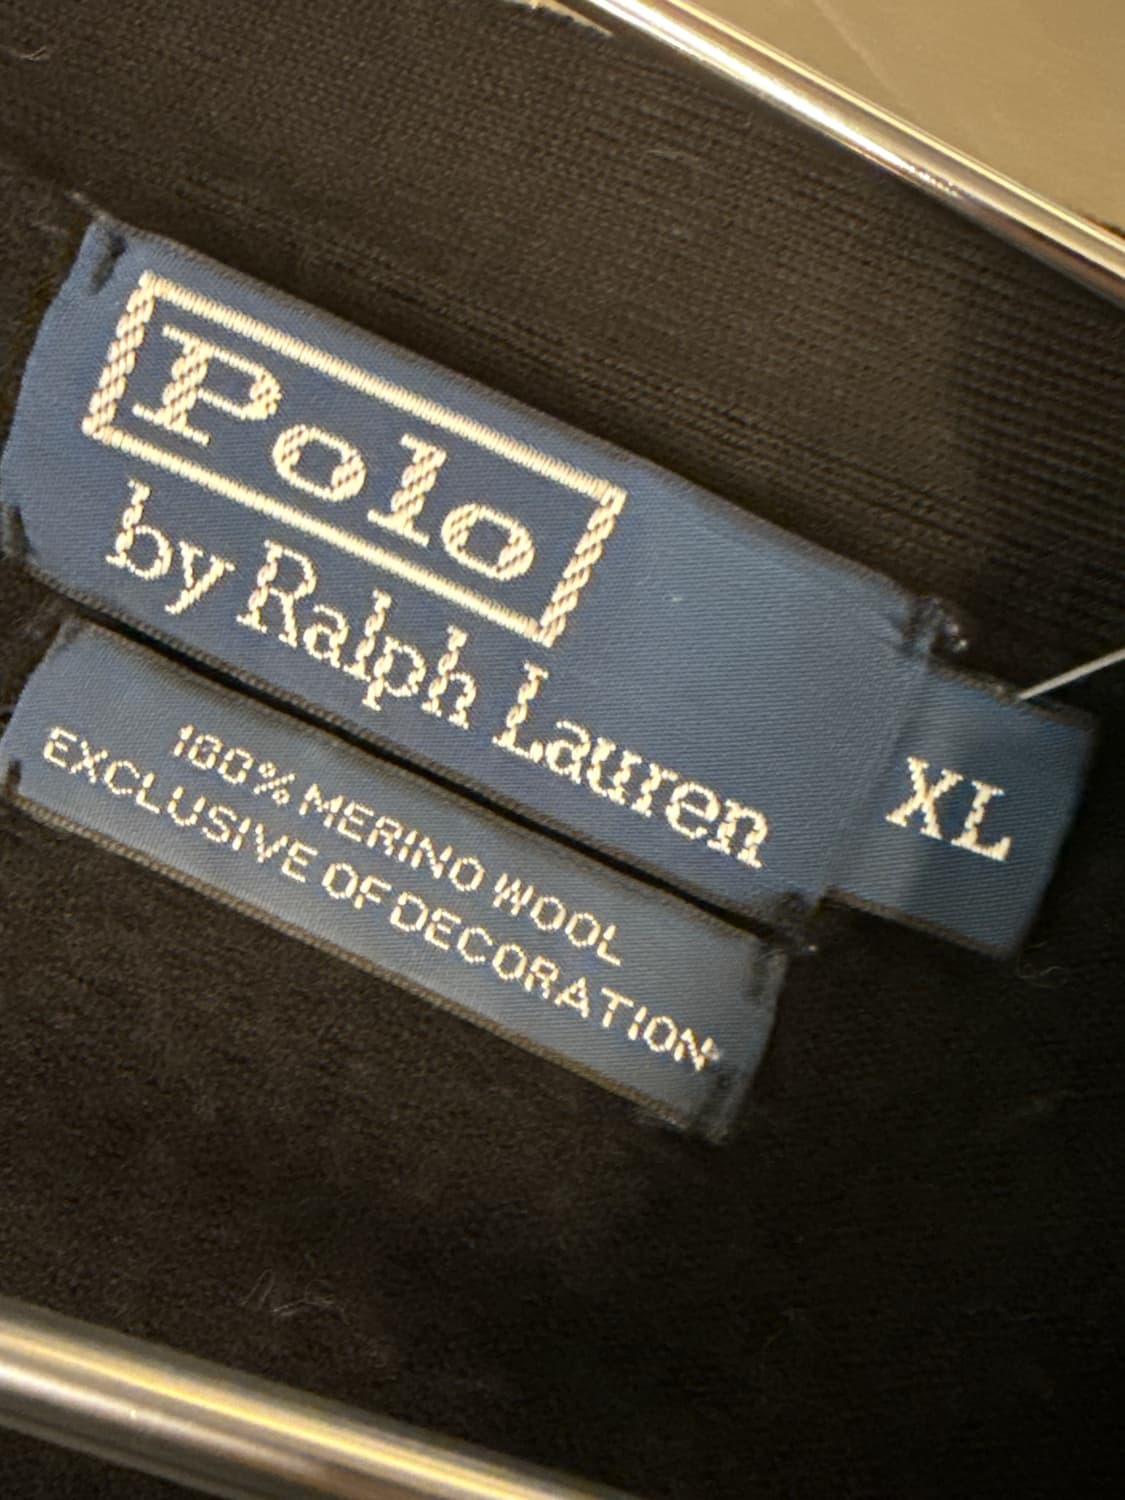 Polo
by Ralph Lauren
XL
100% MERINO WOOL
EXCLUSIVE OF DECORATION